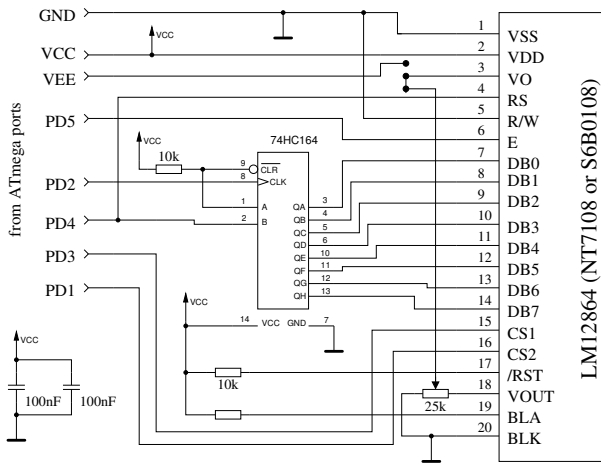 GND
VCC
VEE
PD5
PD2
PD4
PD3
PD1
from ATmega ports
VCC
VCC
10k
74HC164
9 CLR
8 CLK
1 A
2 B
QA 3
QB 4
QC 5
QD 6
QE 10
QF 11
QG 12
QH 13
14 VCC GND 7
VCC
10k
VCC
100nF 100nF
25k
1 VSS
2 VDD
3 VO
4 RS
5 R/W
6 E
7 DB0
8 DB1
9 DB2
10 DB3
11 DB4
12 DB5
13 DB6
14 DB7
15 CS1
16 CS2
17 /RST
18 VOUT
19 BLA
20 BLK
LM12864 (NT7108 or S6B0108)